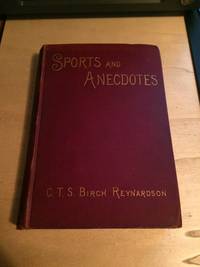 SPORTS AND
ANECDOTES
C. T. S. BIRCH REYNARDSON